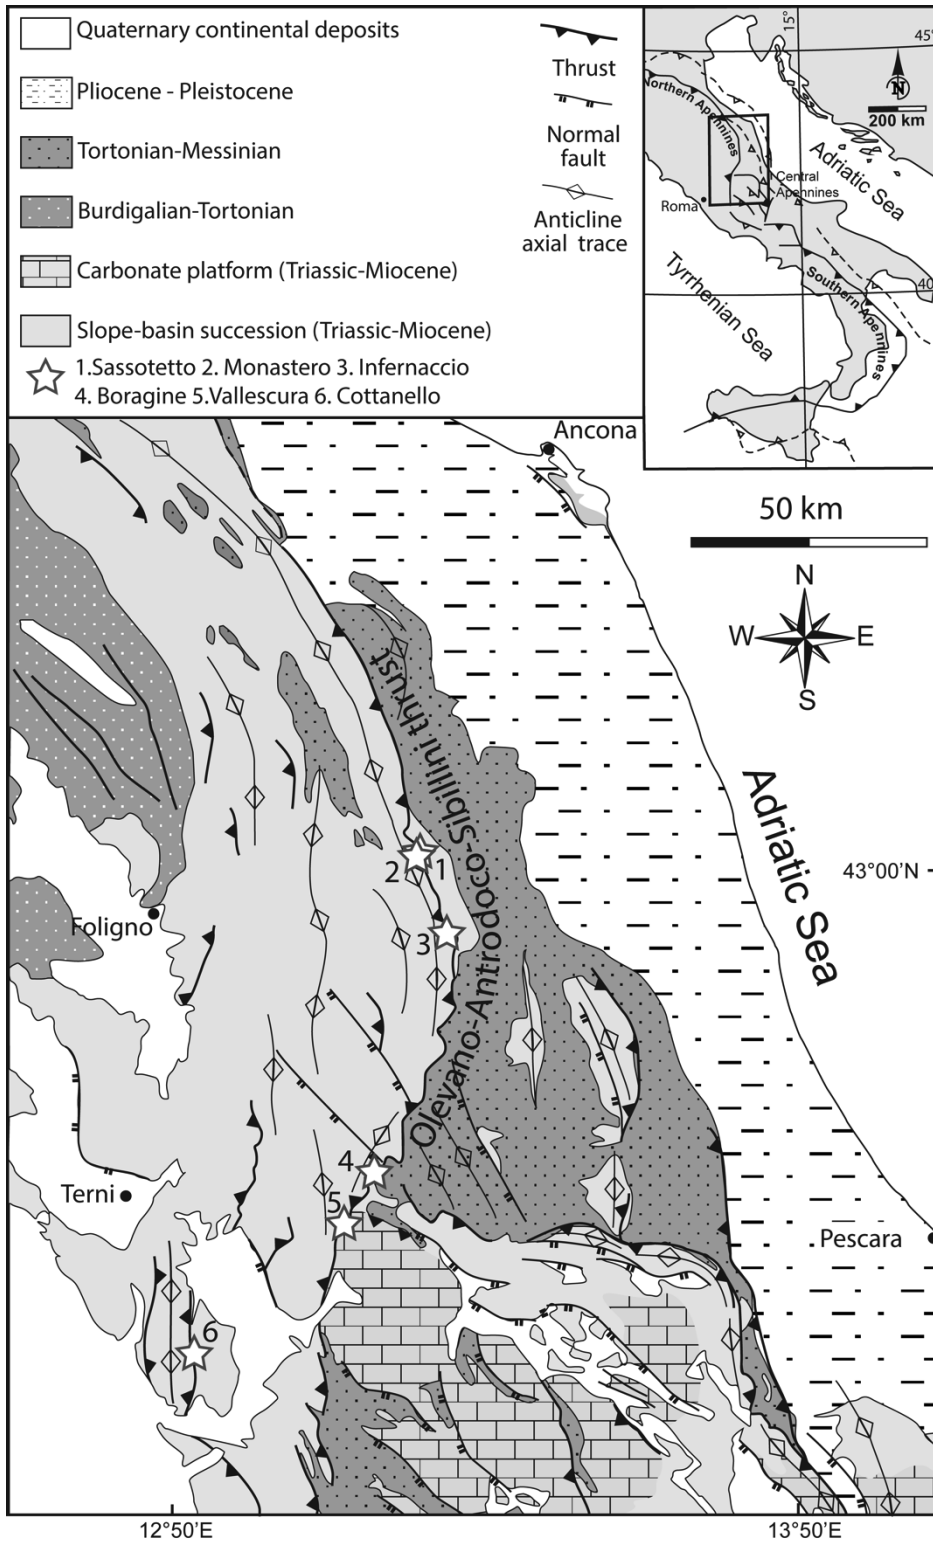 Quaternary continental deposits
Pliocene - Pleistocene
Tortonian-Messinian
Burdigalian-Tortonian
Carbonate platform (Triassic-Miocene)
Slope-basin succession (Triassic-Miocene)
1.Sassotetto 2. Monastero 3. Infernaccio
4. Boragine 5.Vallescura 6. Cottanello
Thrust
Normal
fault
Anticline
axial trace
15°
45°
N
200 km
Northern Apennines
Adriatic Sea
Central
Apennines
Roma
Tyrrhenian Sea
Southern Apennines
40
Ancona
50 km
N
W
E
S
Olevano-Antrodoco-Sibillini thrust
Adriatic Sea
2
1
43°00'N
Foligno
3
4
Terni
5
Pescara
6
12°50'E
13°50'E